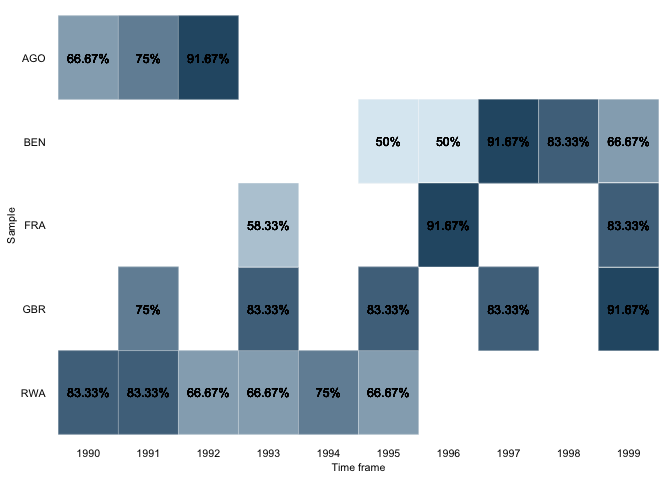 AGO
66.67% 75% 91.67%
BEN
50% 50% 91.67% 83.33% 66.67%
Sample
FRA
58.33% 91.67% 83.33%
GBR
75% 83.33% 83.33% 83.33% 91.67%
RWA
83.33% 83.33% 66.67% 66.67% 75% 66.67%
1990 1991 1992 1993 1994 1995 1996 1997 1998 1999
Time frame